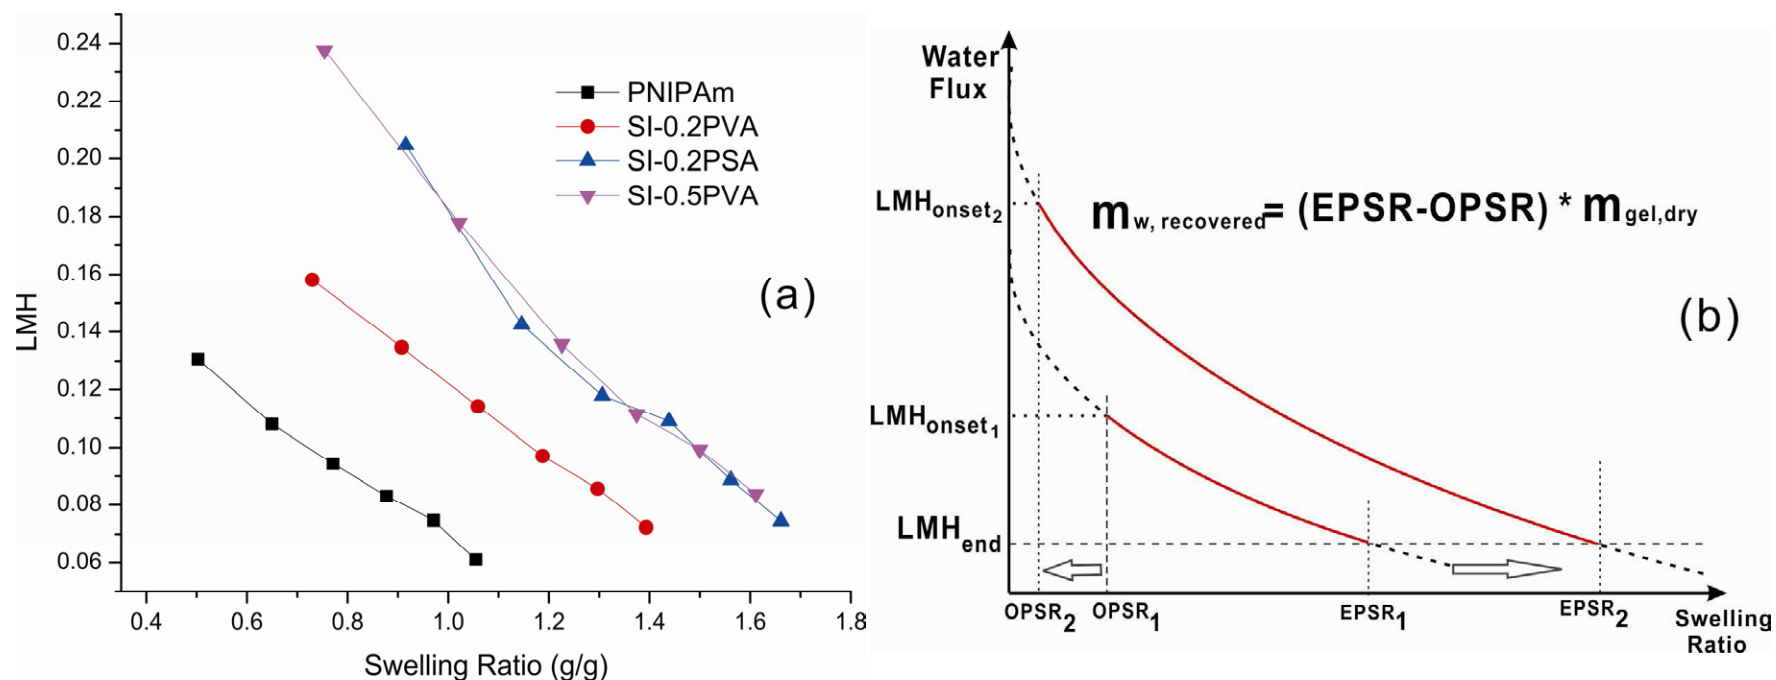 LMH
0.24
0.22
0.20
0.18
0.16
0.14
0.12
0.10
0.08
0.06
0.4
0.6
0.8
1.0
1.2
1.4
1.6
1.8
Swelling Ratio (g/g)
PNIPAm
SI-0.2PVA
SI-0.2PSA
SI-0.5PVA
(a)
Water
Flux
LMHonset2
mw, recovered= (EPSR-OPSR) * mgel,dry
(b)
LMHonset1
LMHend
OPSR2
OPSR1
EPSR1
EPSR2
Swelling
Ratio